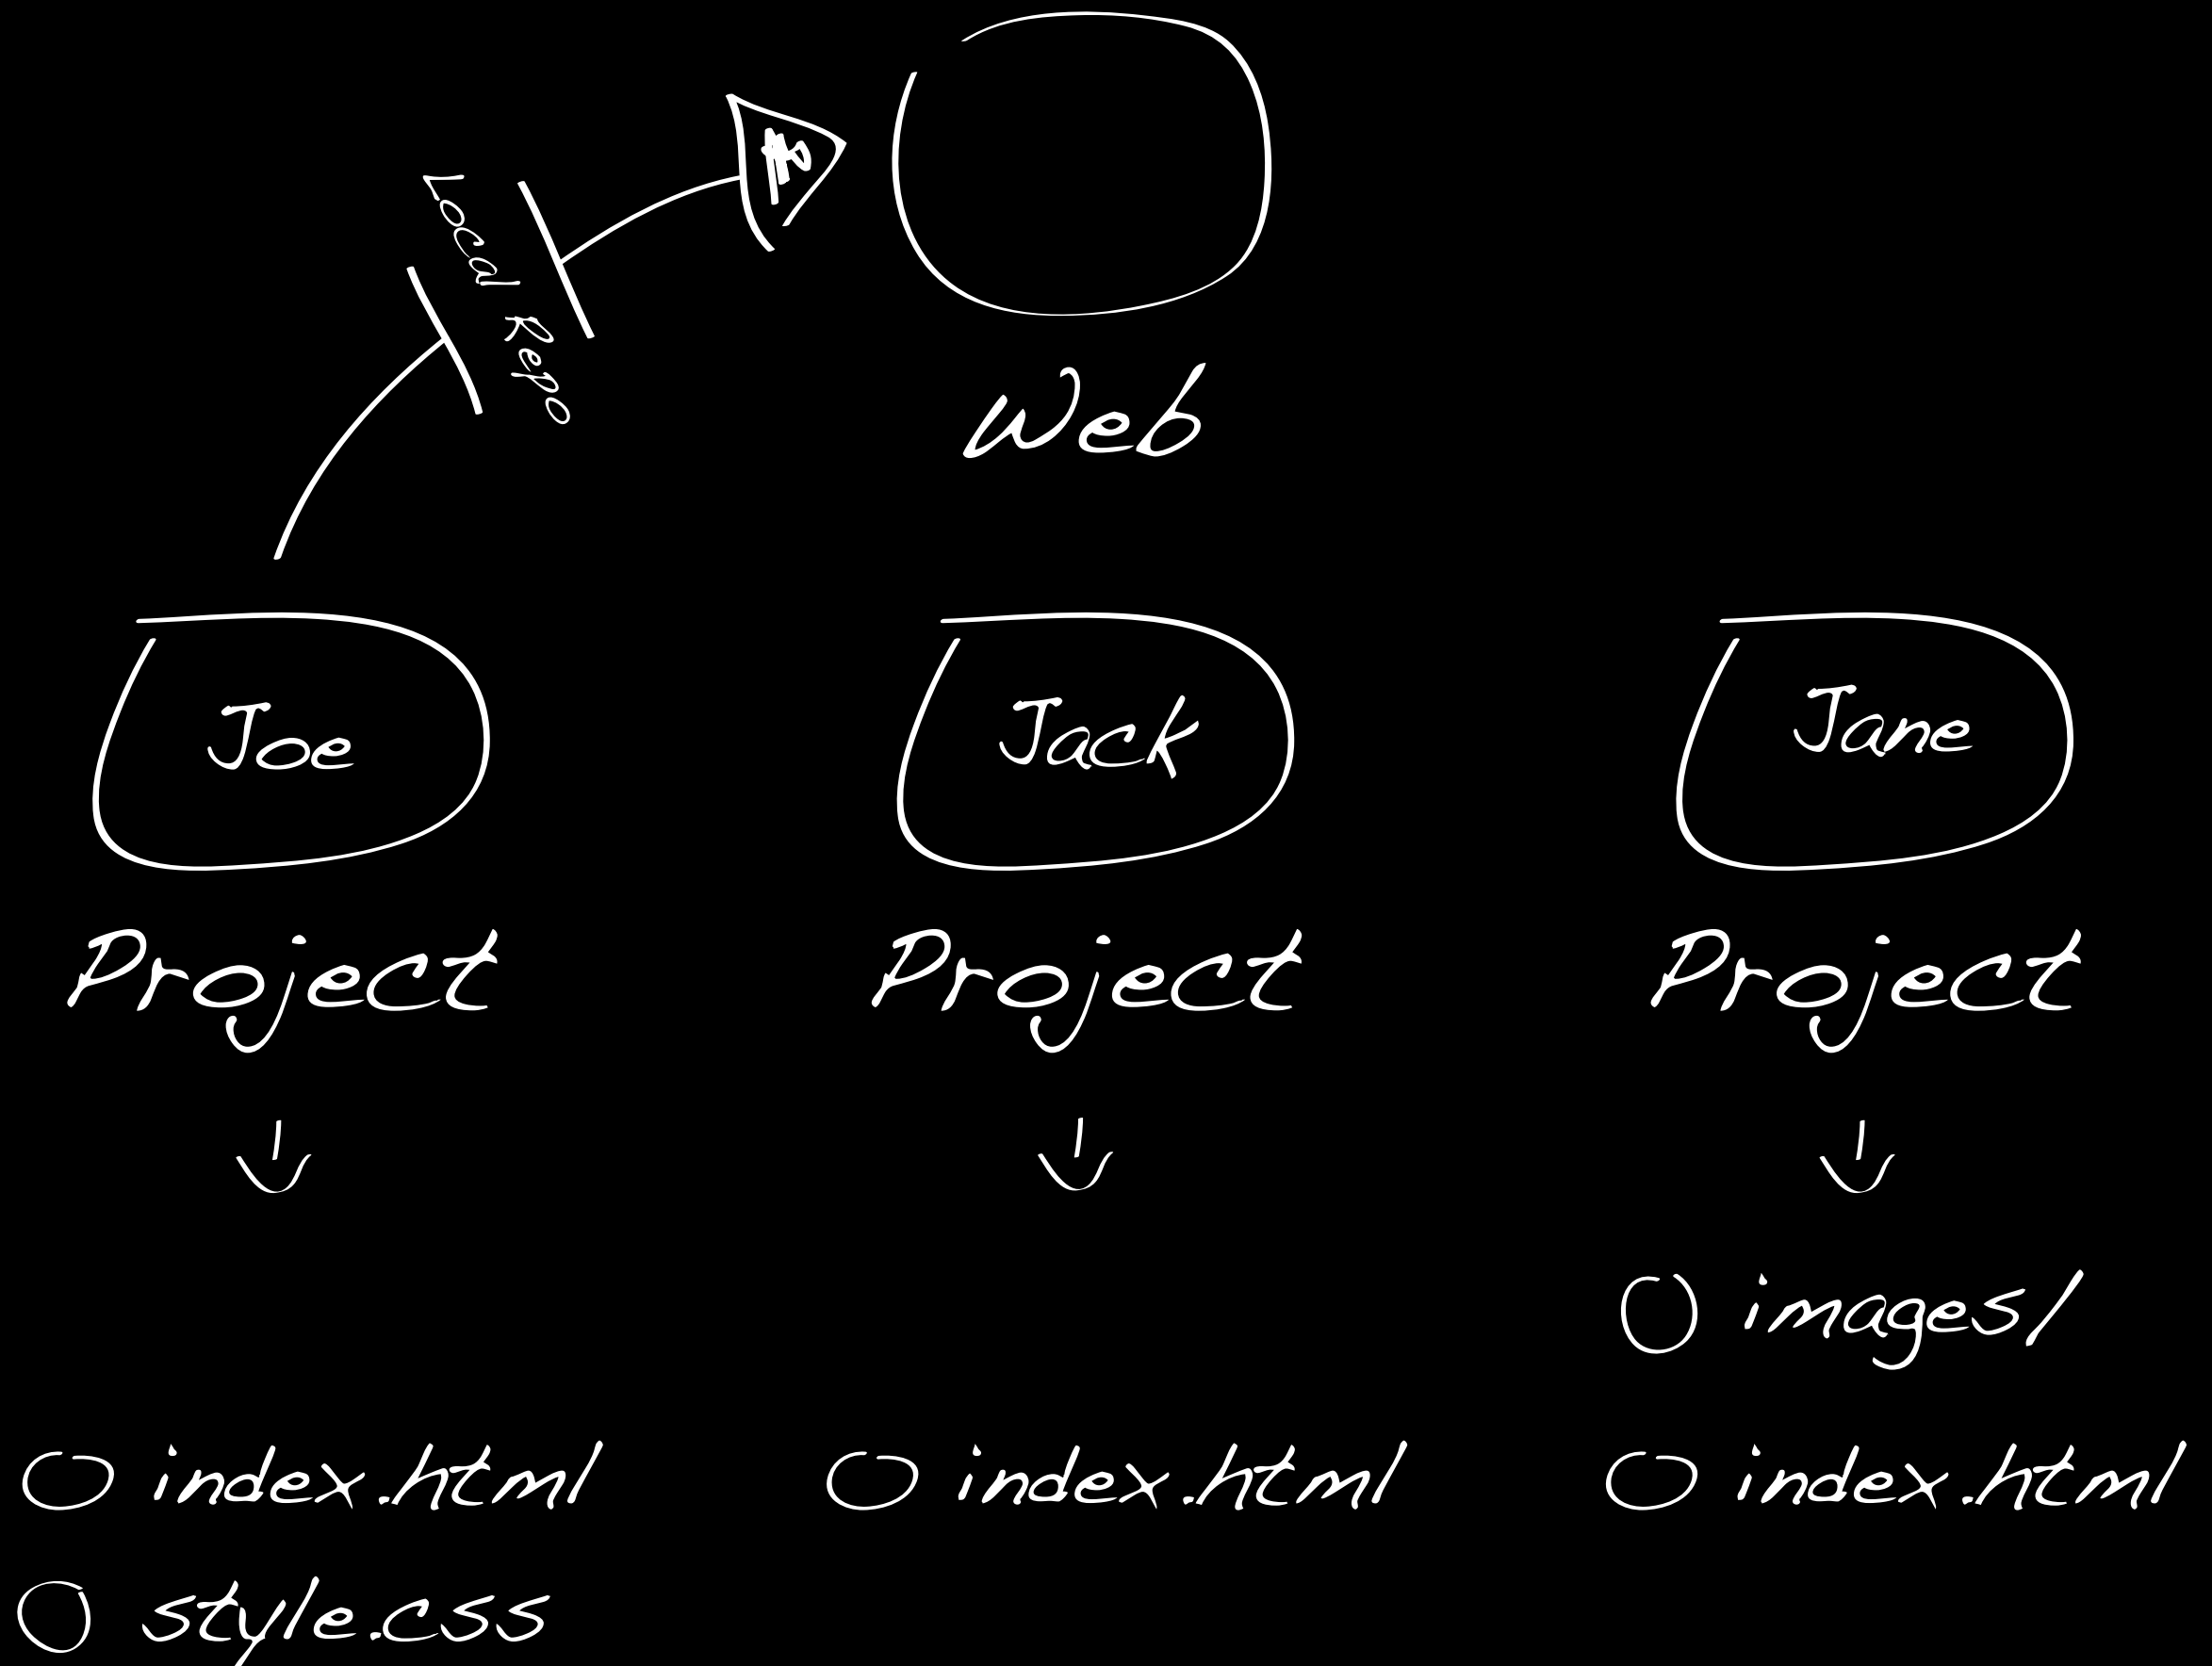 Local Repo
Web
Joe
Jack
Jane
Project
Project
Project
images/
index.html
index.html
index.html
style.css